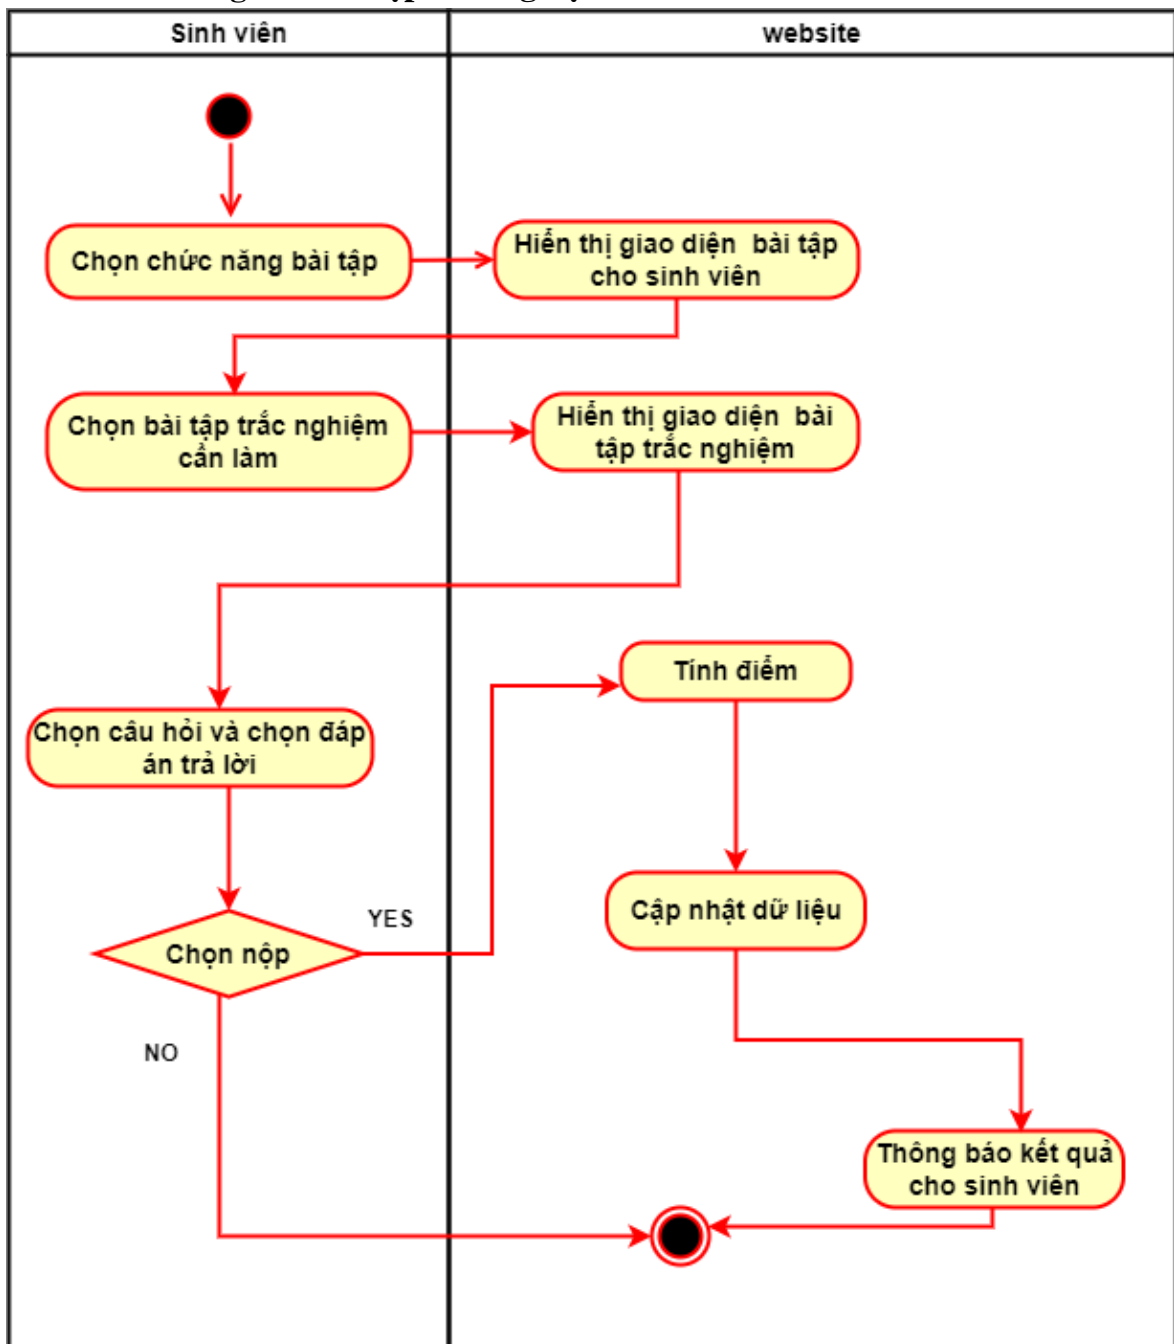 Sinh viên
website
Chọn chức năng bài tập
Hiển thị giao diện bài tập
cho sinh viên
Chọn bài tập trắc nghiệm
cần làm
Hiển thị giao diện bài
tập trắc nghiệm
Tính điểm
Chọn câu hỏi và chọn đáp
án trả lời
YES
Cập nhật dữ liệu
Chọn nộp
NO
Thông báo kết quả
cho sinh viên